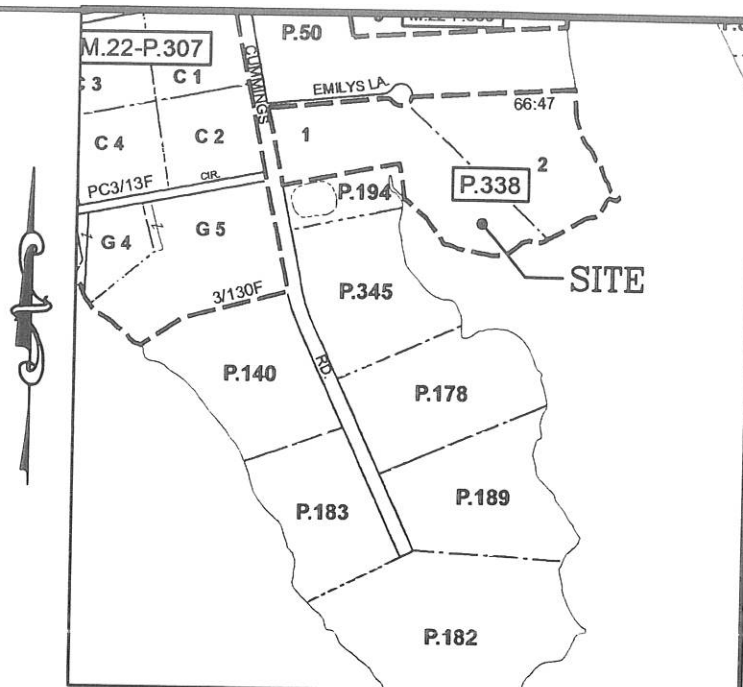 M.22-P.307
P.50
C 1
CUMMINGS
EMILYS LA.
66:47
C 4
C 2
1
2
PC3/13F
CIR.
P.194
P.338
G 4
G 5
SITE
3/130F
P.345
RD.
P.140
P.178
P.183
P.189
P.182